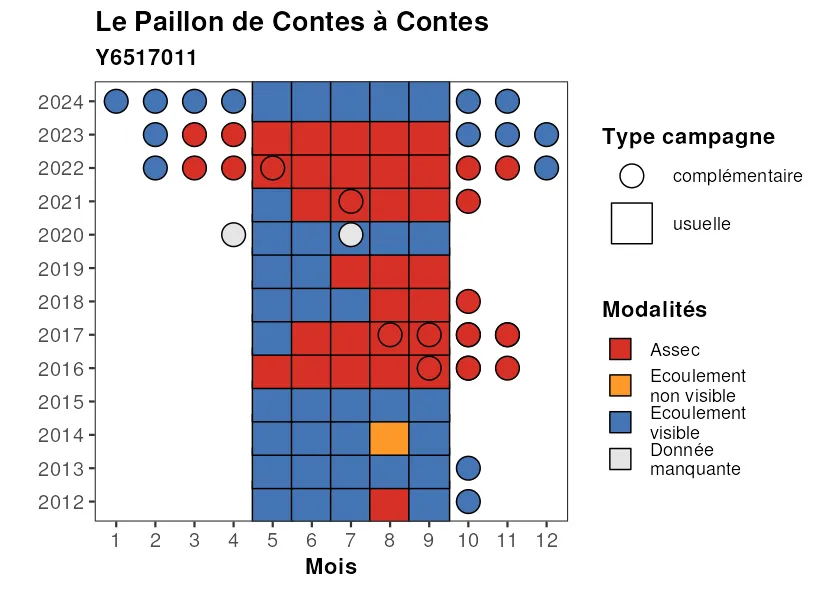 Le Paillon de Contes à Contes
Y6517011
2024
2023
2022
2021
2020
2019
2018
2017
2016
2015
2014
2013
2012
1 2 3 4 5 6 7 8 9 10 11 12
Mois
Type campagne
complémentaire
usuelle
Modalités
Assec
Ecoulement
non visible
Ecoulement
visible
Donnée
manquante